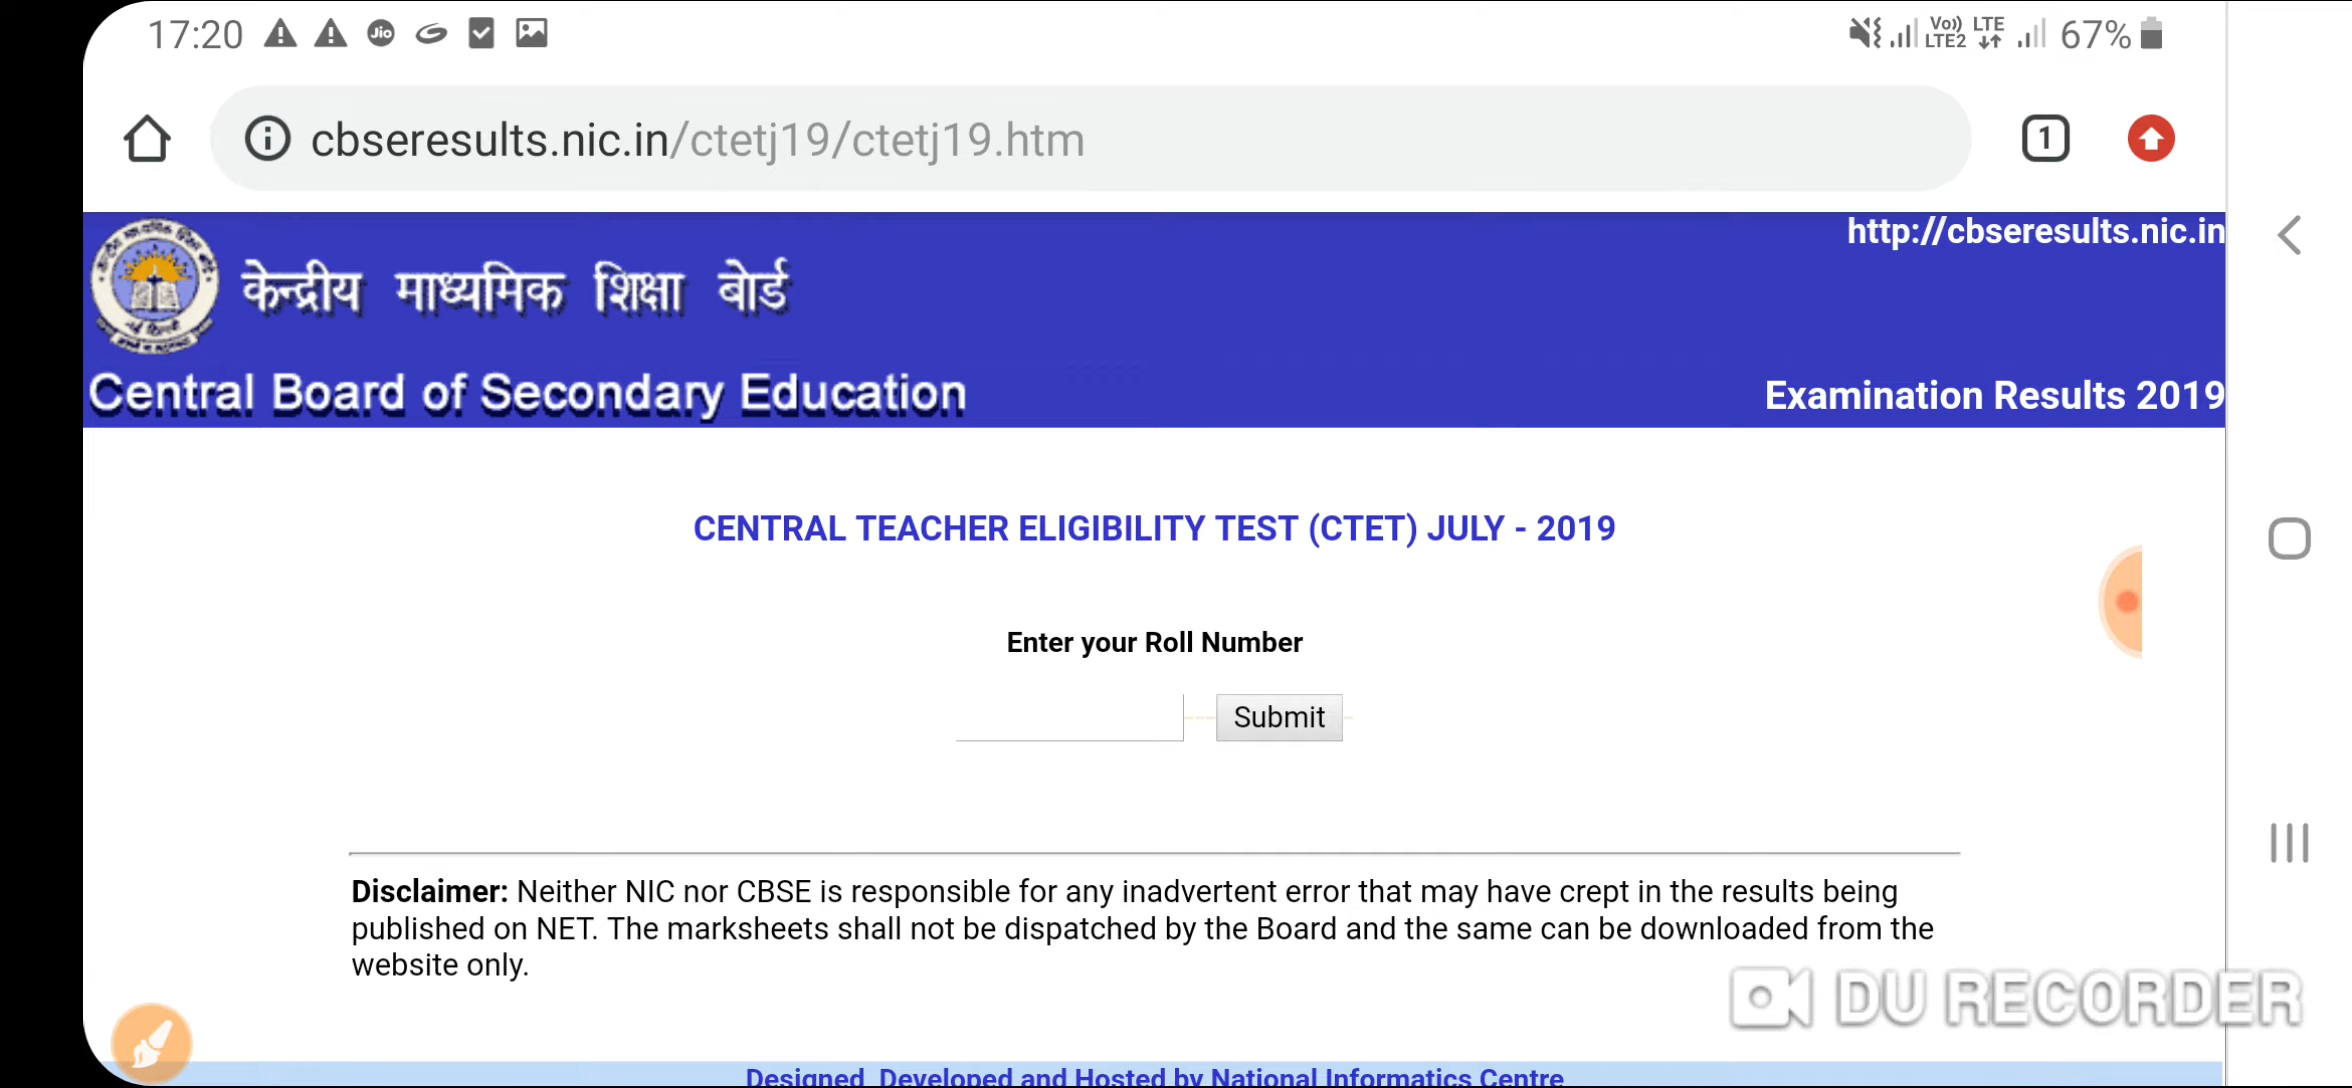 17:20
Jio
Vo)) LTE
LTE2
67%
cbseresults.nic.in/ctetj19/ctetj19.htm
1
http://cbseresults.nic.in
केन्द्रीय माध्यमिक शिक्षा बोर्ड
Central Board of Secondary Education
Examination Results 2019
CENTRAL TEACHER ELIGIBILITY TEST (CTET) JULY - 2019
Enter your Roll Number
Submit
Disclaimer: Neither NIC nor CBSE is responsible for any inadvertent error that may have crept in the results being
published on NET. The marksheets shall not be dispatched by the Board and the same can be downloaded from the
website only.
DU RECORDER
Designed Developed and Hosted by National Informatics Centre